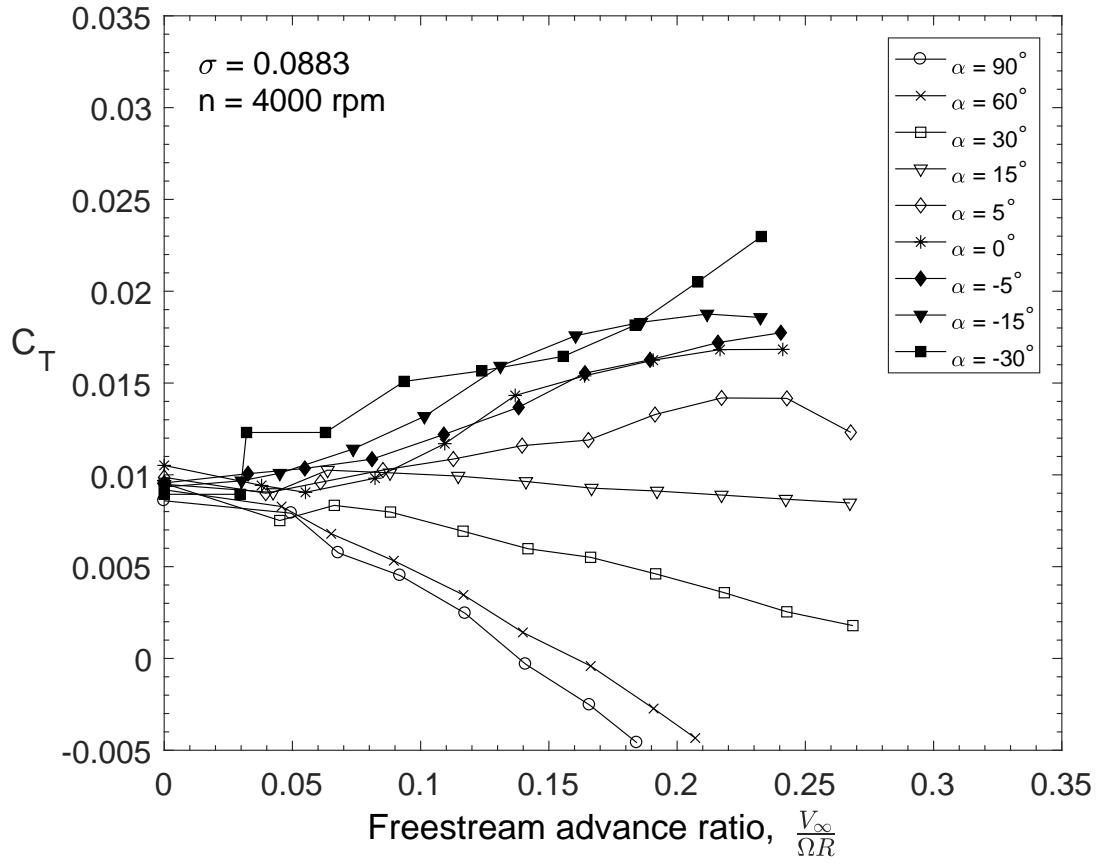 0.035
σ = 0.0883
n = 4000 rpm
0.03
0.025
0.02
C_T
0.015
0.01
0.005
0
-0.005
α = 90°
α = 60°
α = 30°
α = 15°
α = 5°
α = 0°
α = -5°
α = -15°
α = -30°
0 0.05 0.1 0.15 0.2 0.25 0.3 0.35
Freestream advance ratio, V_∞/ΩR